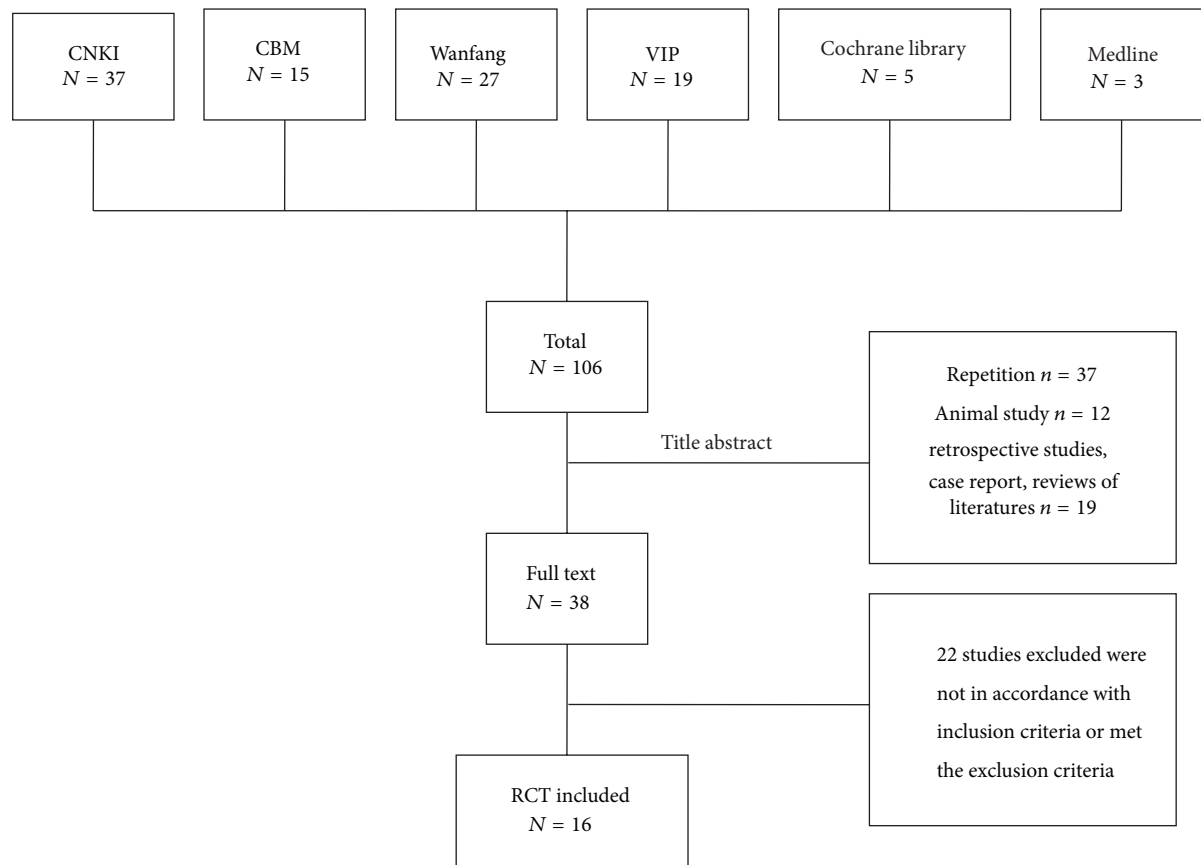 CNKI
N = 37
CBM
N = 15
Wanfang
N = 27
VIP
N = 19
Cochrane library
N = 5
Medline
N = 3
Total
N = 106
Title abstract
Repetition n = 37
Animal study n = 12
retrospective studies,
case report, reviews of
literatures n = 19
Full text
N = 38
22 studies excluded were
not in accordance with
inclusion criteria or met
the exclusion criteria
RCT included
N = 16